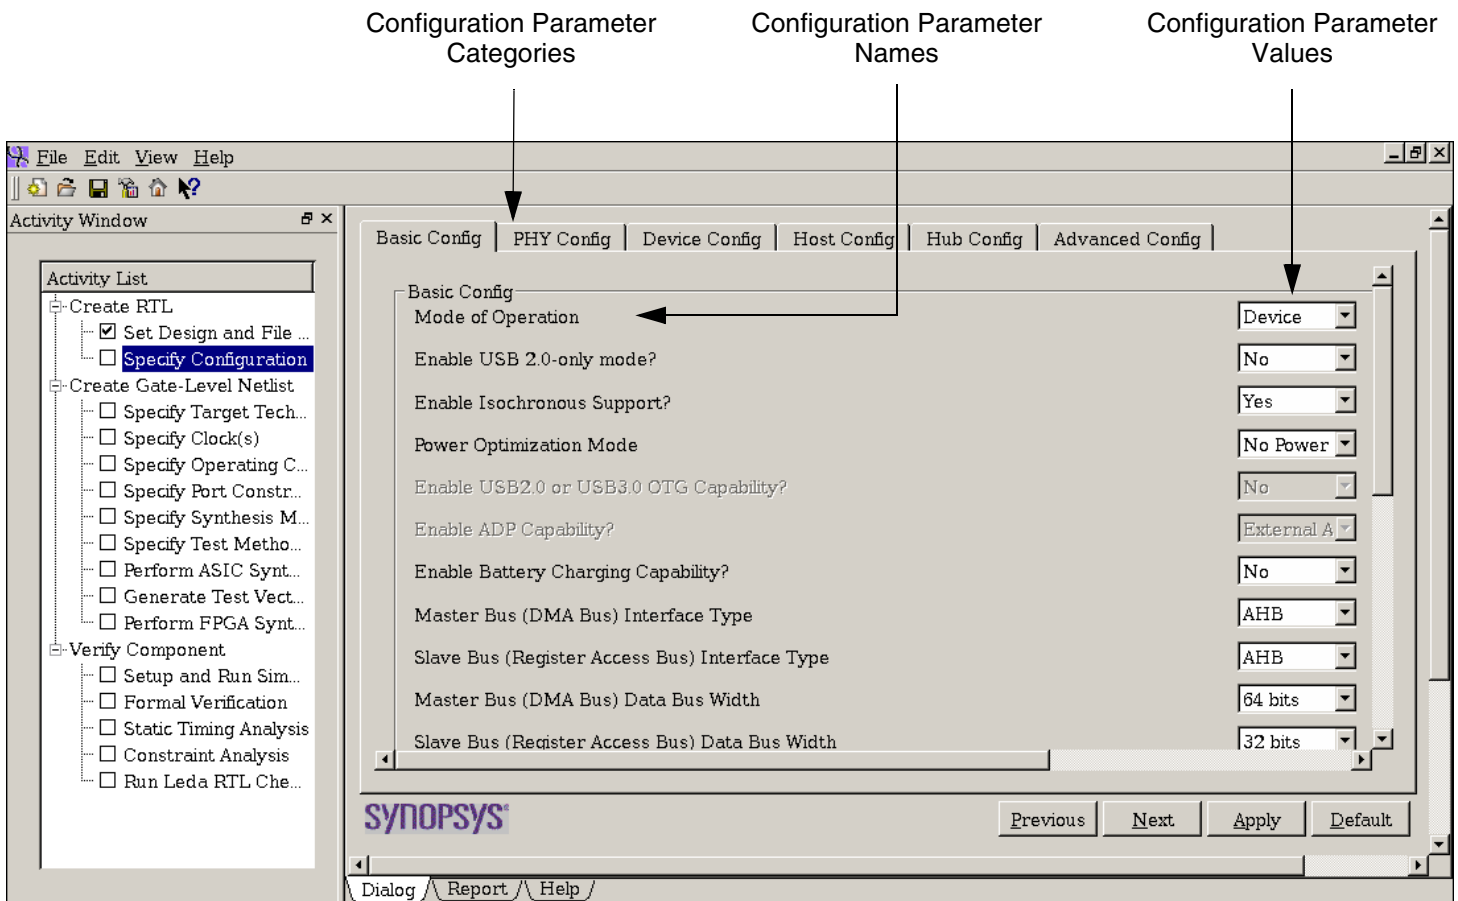 Configuration Parameter Categories
Configuration Parameter Names
Configuration Parameter Values
File Edit View Help
Activity Window
Activity List
Create RTL
Set Design and File ...
Specify Configuration
Create Gate-Level Netlist
Specify Target Tech...
Specify Clock(s)
Specify Operating C...
Specify Port Constr...
Specify Synthesis M...
Specify Test Metho...
Perform ASIC Synt...
Generate Test Vect...
Perform FPGA Synt...
Verify Component
Setup and Run Sim...
Formal Verification
Static Timing Analysis
Constraint Analysis
Run Leda RTL Che...
Basic Config PHY Config Device Config Host Config Hub Config Advanced Config
Basic Config
Mode of Operation Device
Enable USB 2.0-only mode? No
Enable Isochronous Support? Yes
Power Optimization Mode No Power
Enable USB2.0 or USB3.0 OTG Capability? No
Enable ADP Capability? External A
Enable Battery Charging Capability? No
Master Bus (DMA Bus) Interface Type AHB
Slave Bus (Register Access Bus) Interface Type AHB
Master Bus (DMA Bus) Data Bus Width 64 bits
Slave Bus (Register Access Bus) Data Bus Width 32 bits
SYNOPSYS®
Previous Next Apply Default
Dialog Report Help